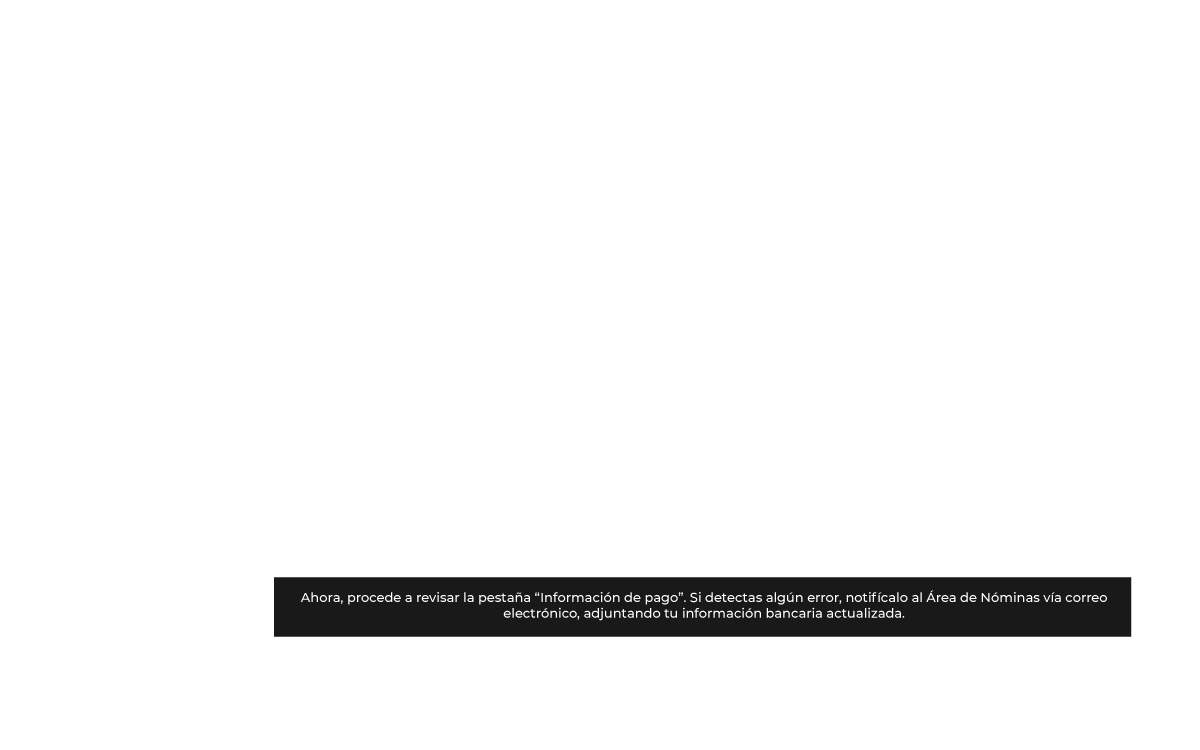 Ahora, procede a revisar la pestaña “Información de pago”. Si detectas algún error, notifícalo al Área de Nóminas vía correo
electrónico, adjuntando tu información bancaria actualizada.